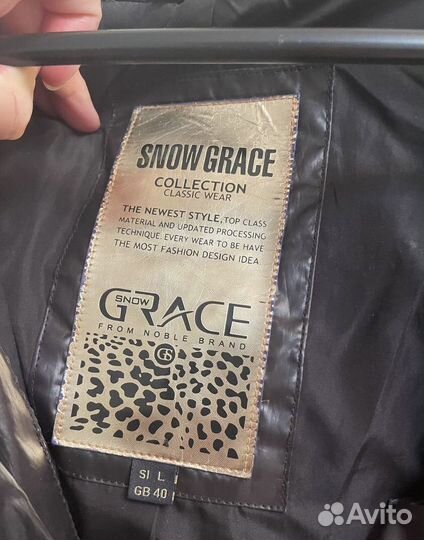 SNOW GRACE
COLLECTION
CLASSIC WEAR
THE NEWEST STYLE, TOP CLASS
MATERIAL AND UPDATED PROCESSING
TECHNIQUE. EVERY WEAR TO BE HAVE
THE MOST FASHION DESIGN IDEA
SNOW
GRACE
FROM NOBLE BRAND
GS
SI L
GB 40
Avito